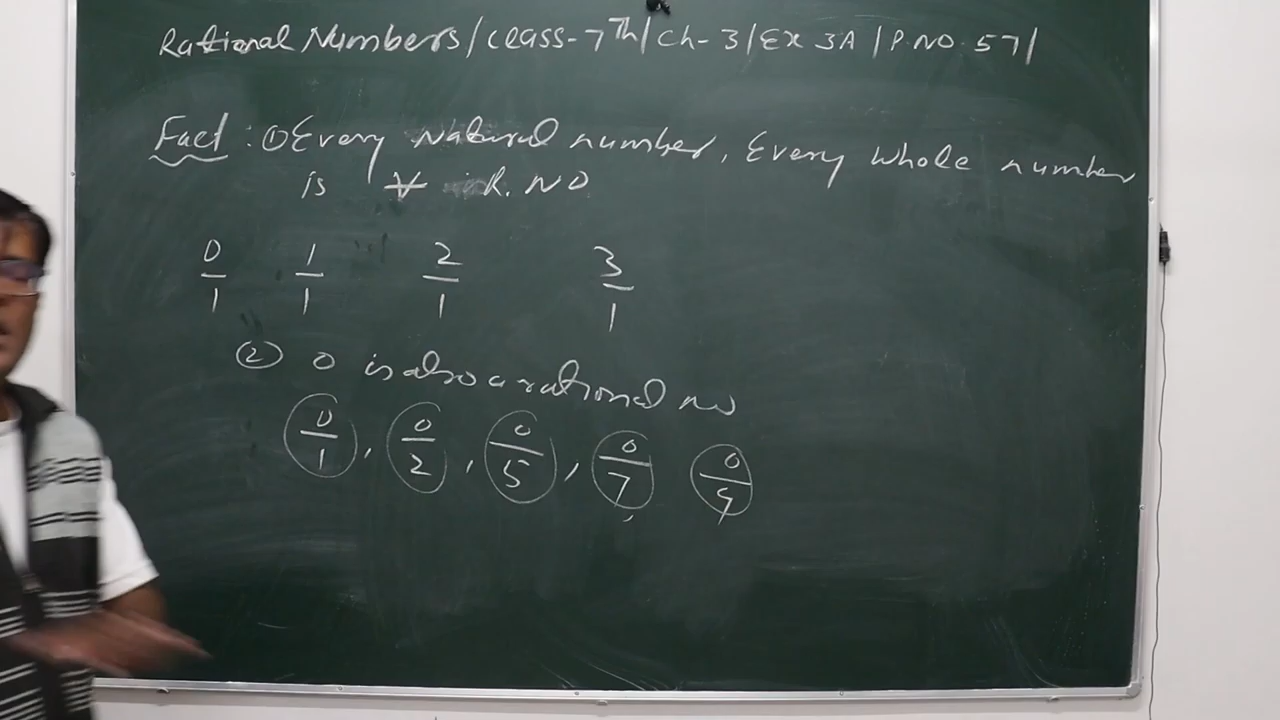 Rational Numbers/Class-7th/Ch-3/Ex 3A/P.NO. 57/
Fact: ① Every Natural number, Every Whole number
is R. NO
0/1 1/1 2/1 3/1
② 0 is also a rational no
0/1, 0/2, 0/5, 0/7, 0/9